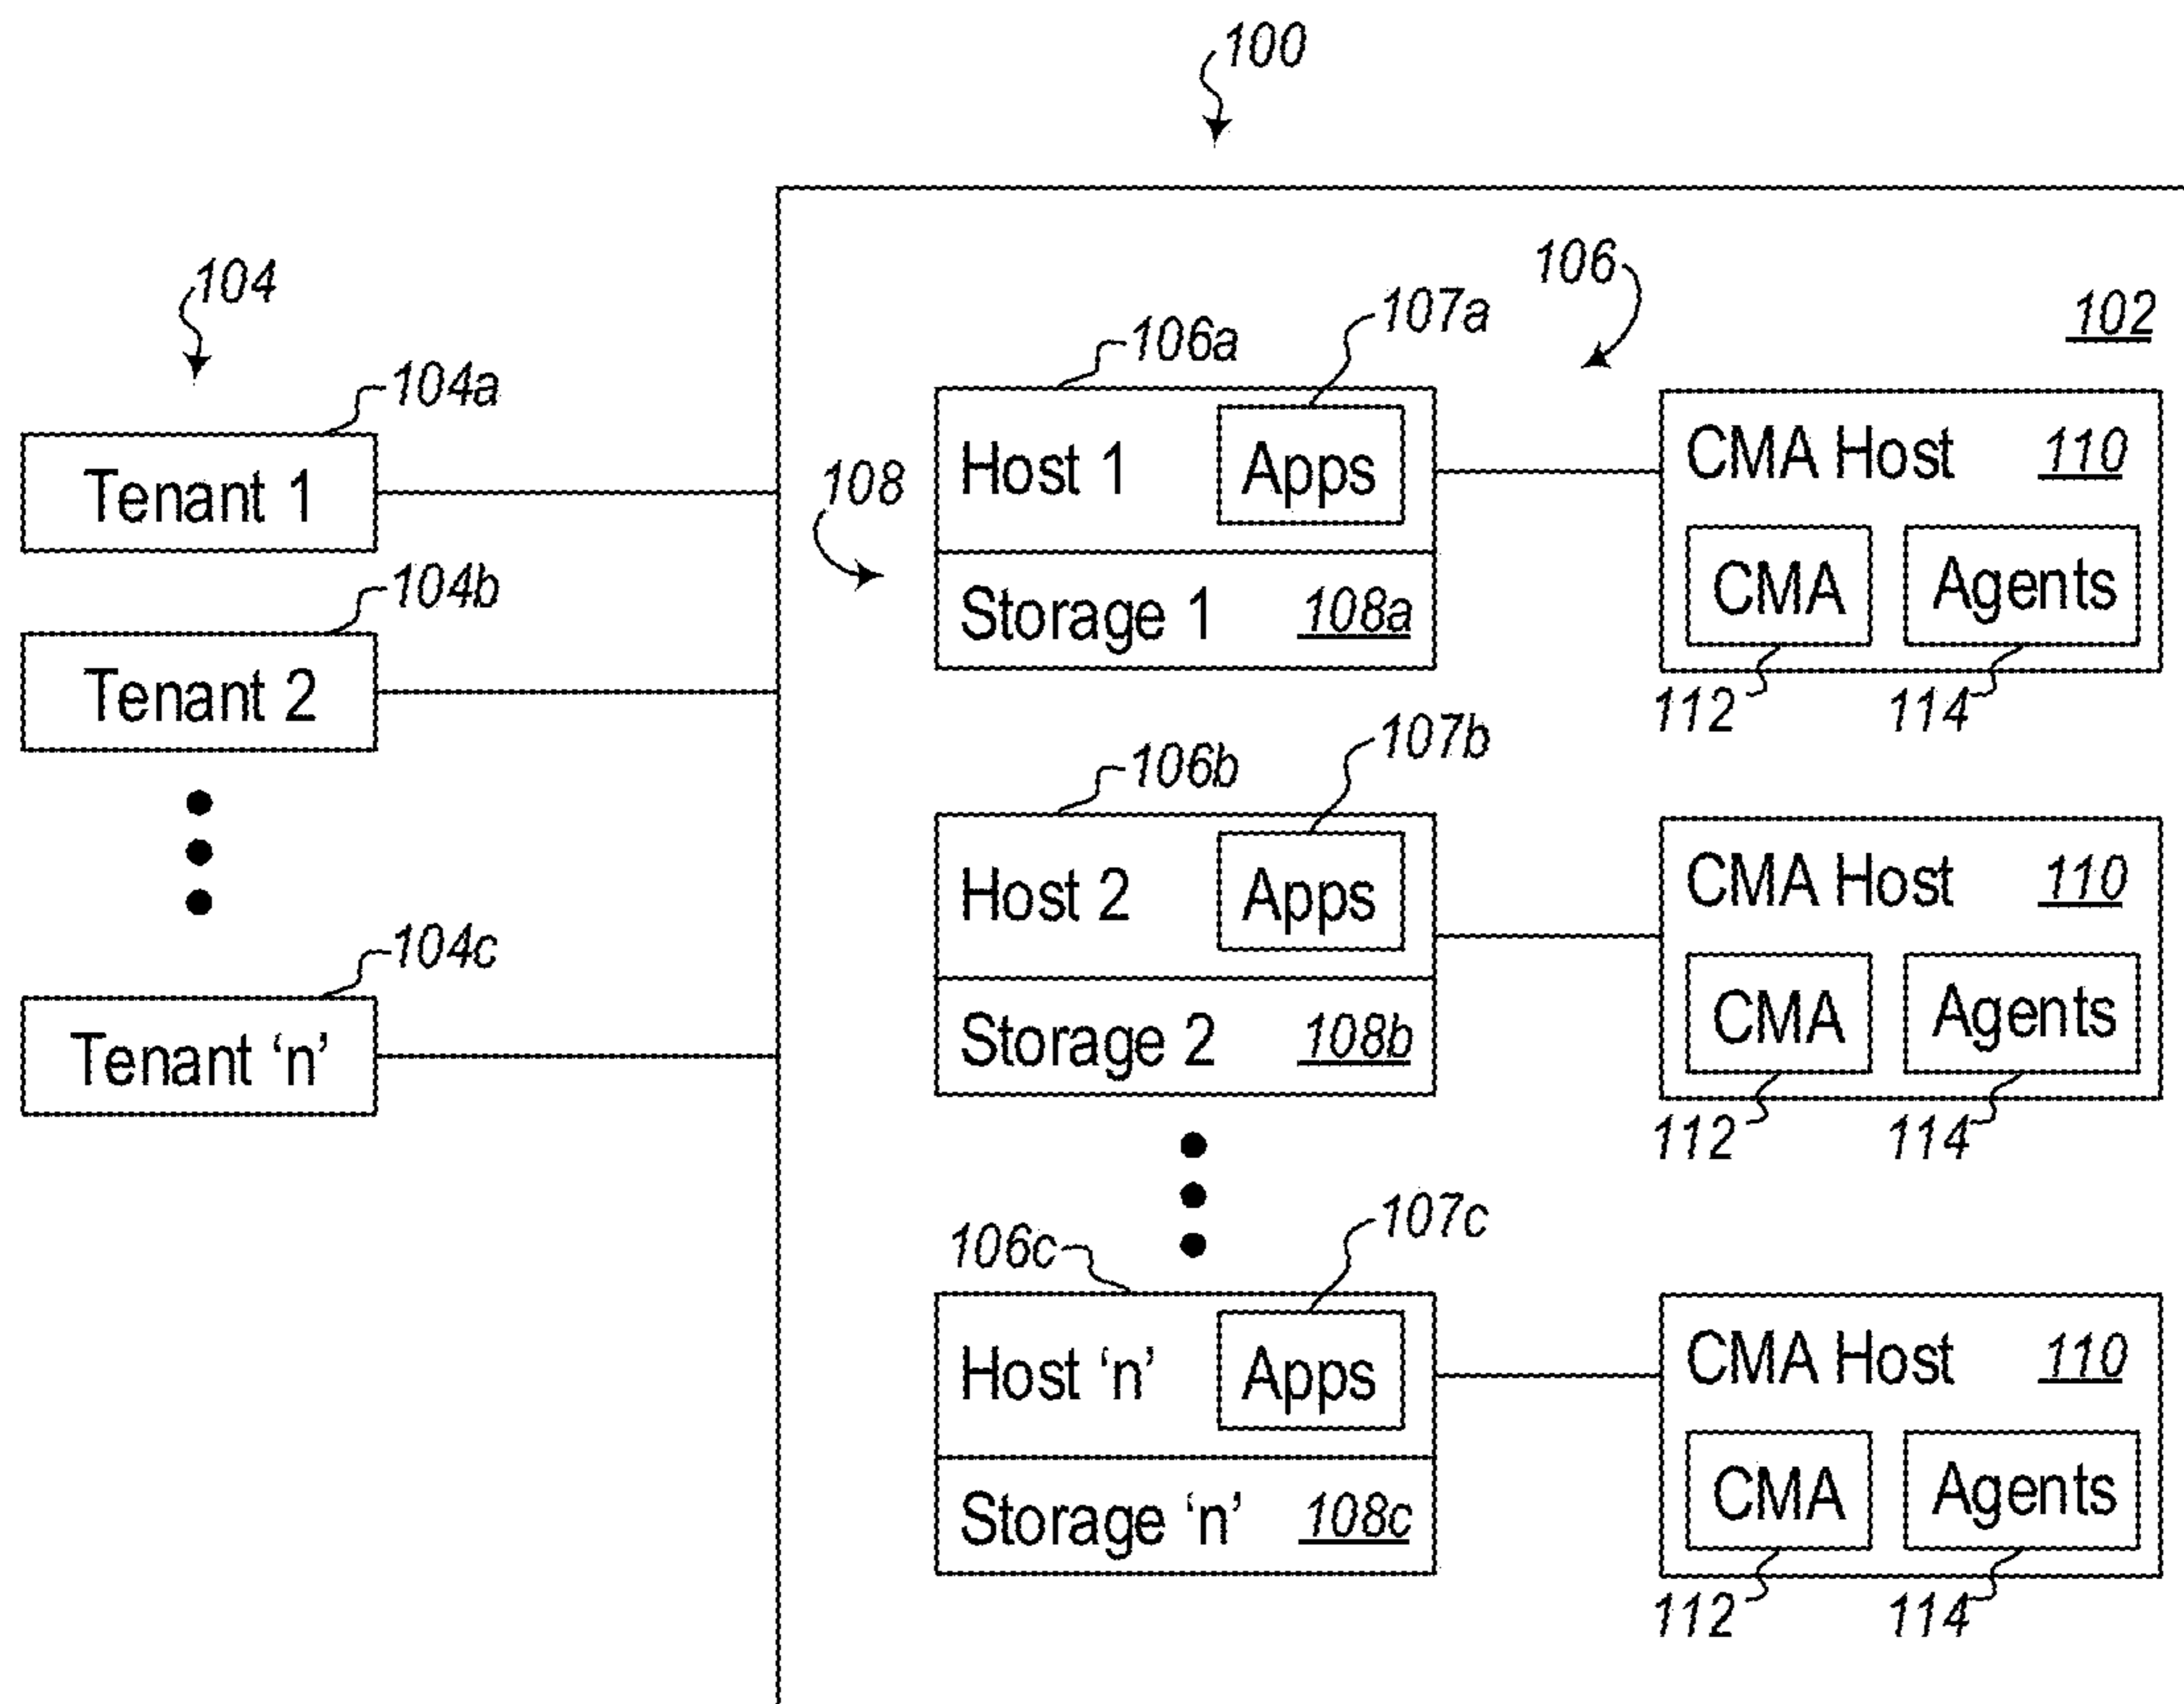 100
104
106
102
106a
107a
104a
Tenant 1
108
Host 1
Apps
CMA Host 110
Storage 1 108a
CMA
Agents
112
114
104b
Tenant 2
106b
107b
Host 2
Apps
CMA Host 110
Storage 2 108b
CMA
Agents
112
114
104c
Tenant ‘n’
106c
107c
Host ‘n’
Apps
CMA Host 110
Storage ‘n’ 108c
CMA
Agents
112
114